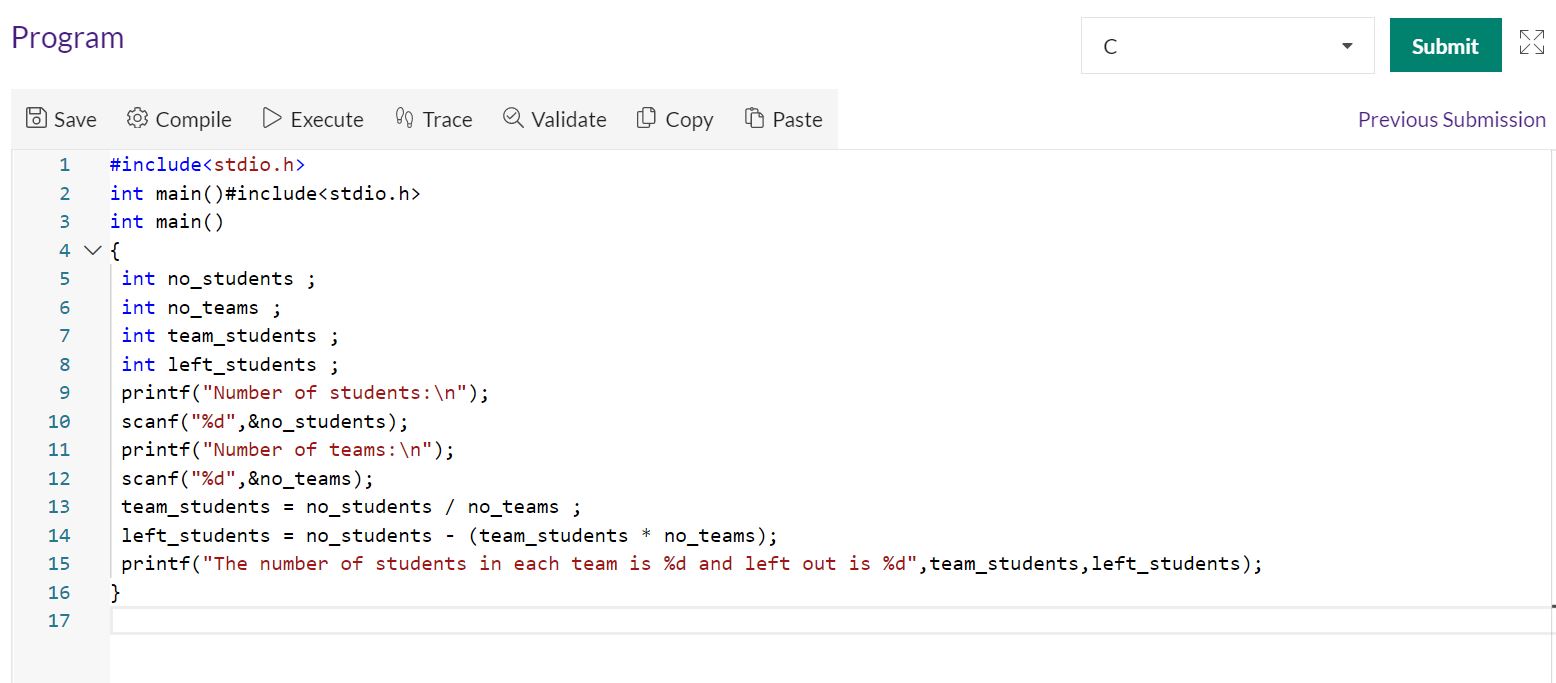 Program
C
Submit
Save Compile Execute Trace Validate Copy Paste
Previous Submission
1 #include<stdio.h>
2 int main()#include<stdio.h>
3 int main()
4 {
5 int no_students ;
6 int no_teams ;
7 int team_students ;
8 int left_students ;
9 printf("Number of students:\n");
10 scanf("%d",&no_students);
11 printf("Number of teams:\n");
12 scanf("%d",&no_teams);
13 team_students = no_students / no_teams ;
14 left_students = no_students - (team_students * no_teams);
15 printf("The number of students in each team is %d and left out is %d",team_students,left_students);
16 }
17